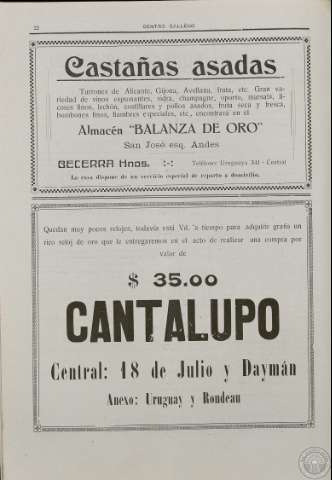 22
CENTRO GALLEGO
Castañas asadas
Turrones de Alicante, Gijona, Avellana, fruta, etc. Gran va-
riedad de vinos espumantes, sidra, champagne, oporto, marsala, li-
cores finos, lechón, confituras y pollos asados, fruta seca y fresca,
bombones finos, fiambres especiales, etc., encontrará en el
Almacén "BALANZA DE ORO"
San José esq. Andes
BECERRA Hnos. :-: Teléfono: Uruguaya 341 - Central
La casa dispone de un servicio especial de reparto a domicilio.
Quedan muy pocos relojes, todavía está Vd. a tiempo para adquirir gratis un
rico reloj de oro que le entregaremos en el acto de realizar una compra por
valor de
$ 35.00
CANTALUPO
Central: 18 de Julio y Daymán
Anexo: Uruguay y Rondeau